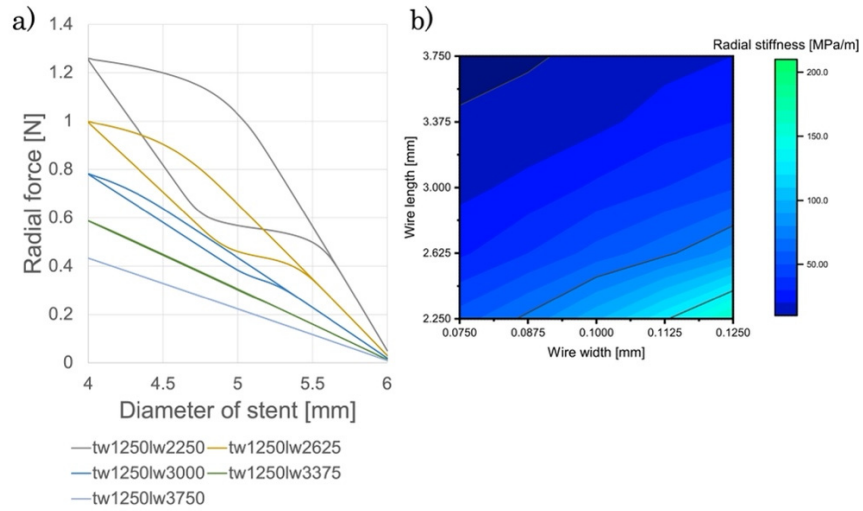 a)
1.4
1.2
1
0.8
0.6
0.4
0.2
0
Radial force [N]
4 4.5 5 5.5 6
Diameter of stent [mm]
tw1250lw2250 tw1250lw2625
tw1250lw3000 tw1250lw3375
tw1250lw3750
b)
Radial stiffness [MPa/m]
3.750
3.375
3.000
2.625
2.250
Wire length [mm]
0.0750 0.0875 0.1000 0.1125 0.1250
Wire width [mm]
200.0
150.0
100.0
50.00